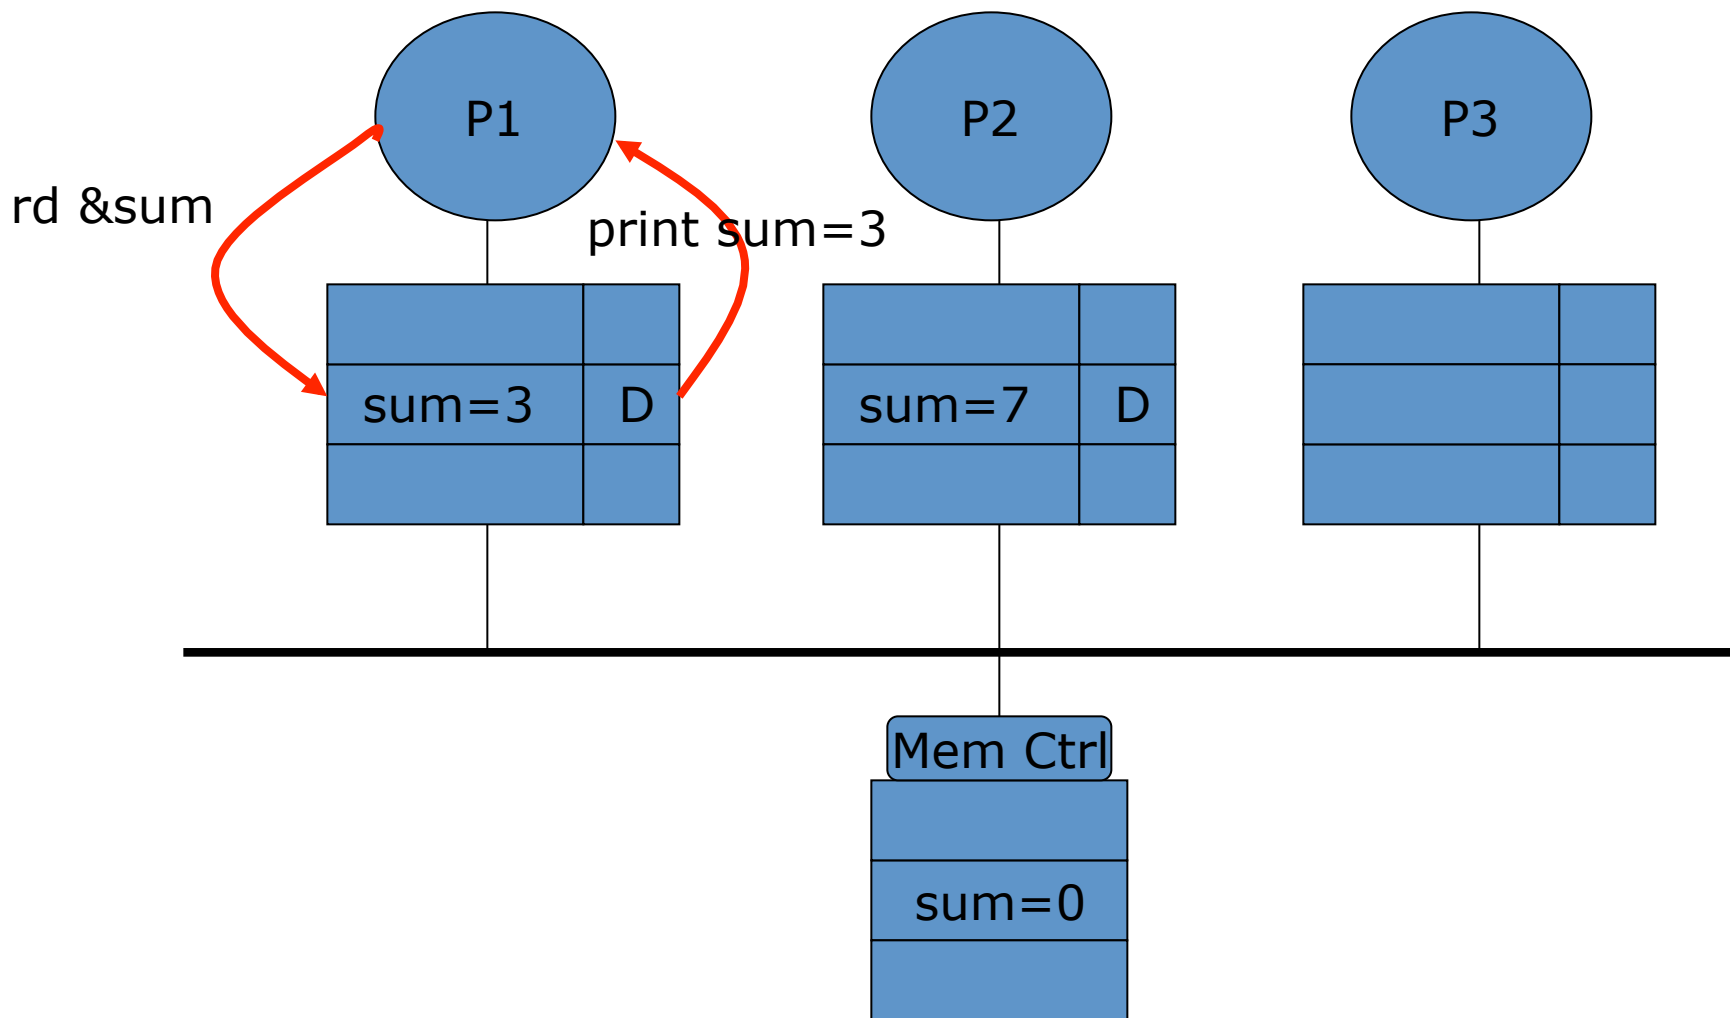 P1
P2
P3
rd &sum
print sum=3
sum=3
D
sum=7
D
Mem Ctrl
sum=0